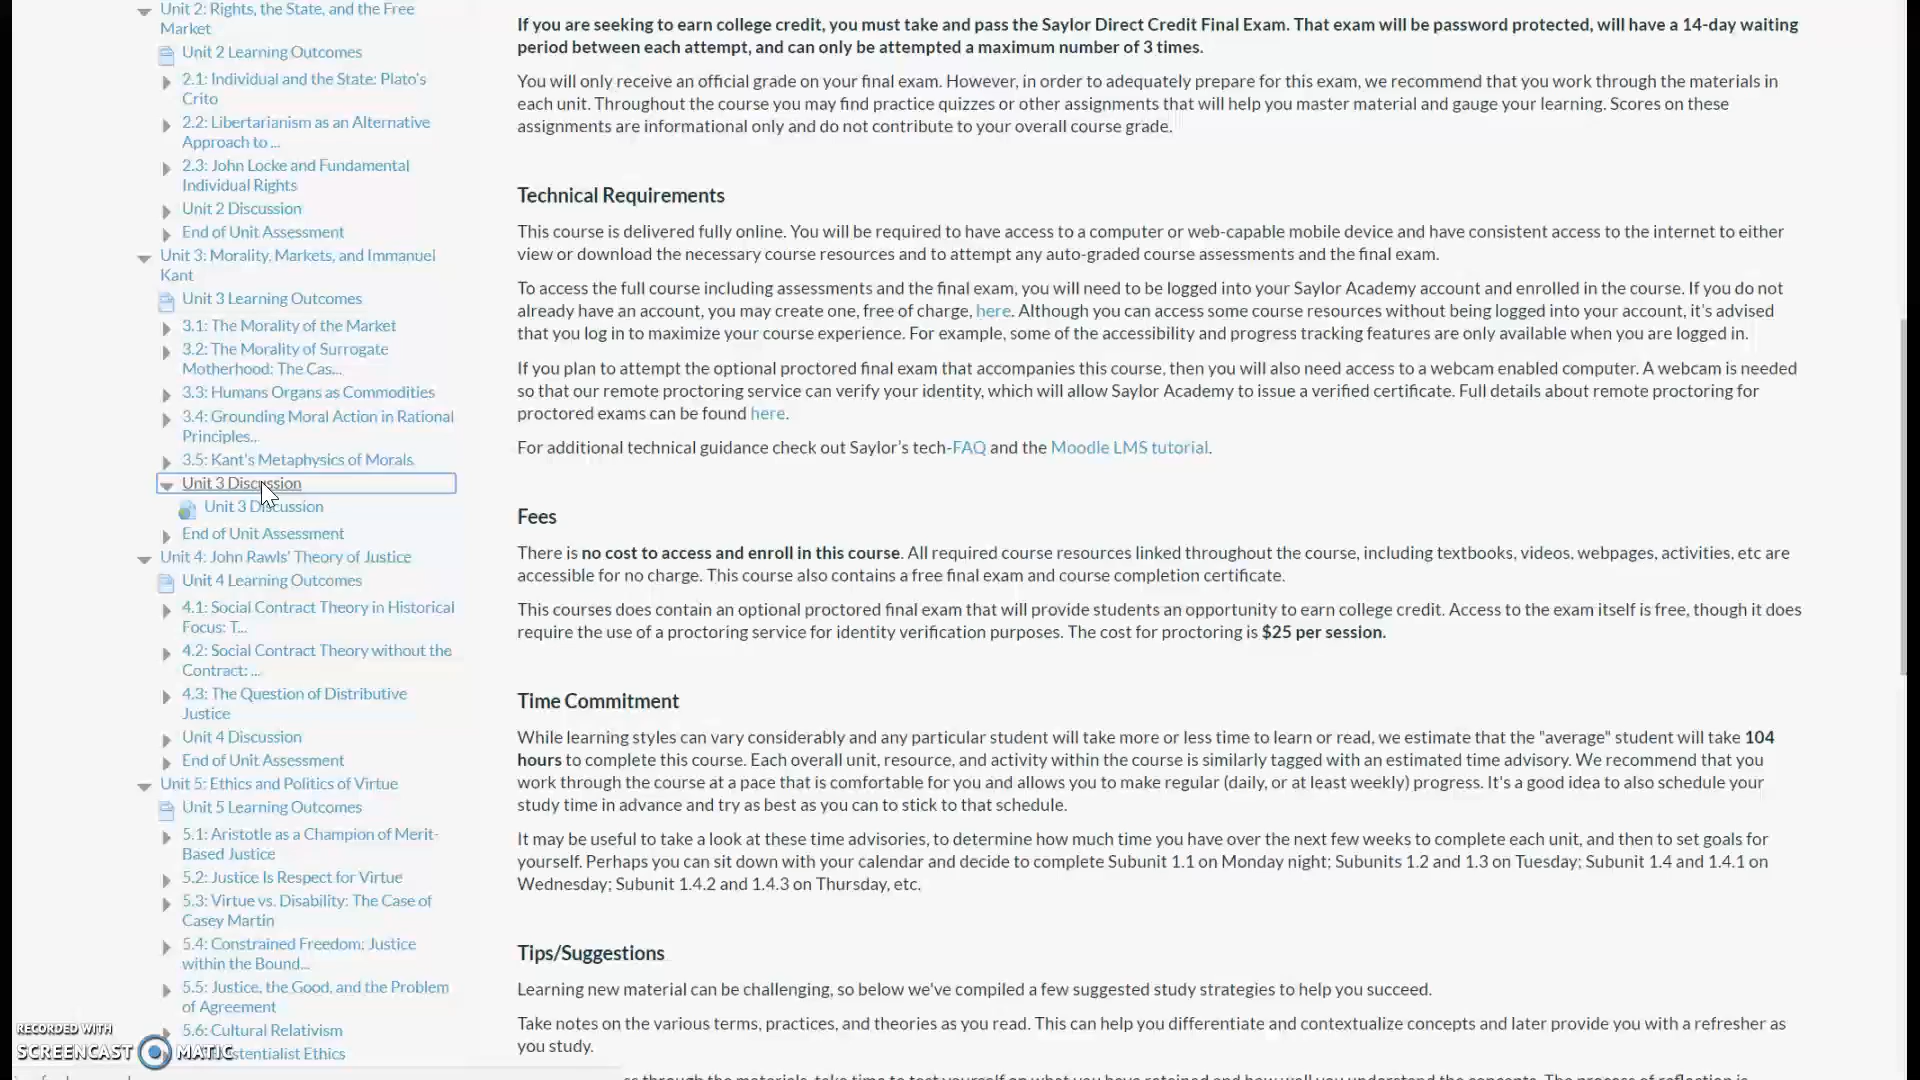 Unit 2: Rights, the State, and the Free
Market
Unit 2 Learning Outcomes
2.1: Individual and the State: Plato's
Crito
2.2: Libertarianism as an Alternative
Approach to ...
2.3: John Locke and Fundamental
Individual Rights
Unit 2 Discussion
End of Unit Assessment
Unit 3: Morality, Markets, and Immanuel
Kant
Unit 3 Learning Outcomes
3.1: The Morality of the Market
3.2: The Morality of Surrogate
Motherhood: The Cas...
3.3: Humans Organs as Commodities
3.4: Grounding Moral Action in Rational
Principles...
3.5: Kant's Metaphysics of Morals
Unit 3 Discussion
Unit 3 Discussion
End of Unit Assessment
Unit 4: John Rawls' Theory of Justice
Unit 4 Learning Outcomes
4.1: Social Contract Theory in Historical
Focus: T...
4.2: Social Contract Theory without the
Contract: ...
4.3: The Question of Distributive
Justice
Unit 4 Discussion
End of Unit Assessment
Unit 5: Ethics and Politics of Virtue
Unit 5 Learning Outcomes
5.1: Aristotle as a Champion of Merit-
Based Justice
5.2: Justice Is Respect for Virtue
5.3: Virtue vs. Disability: The Case of
Casey Martin
5.4: Constrained Freedom: Justice
within the Bound...
5.5: Justice, the Good, and the Problem
of Agreement
5.6: Cultural Relativism
stentialist Ethics
RECORDED WITH
SCREENCAST MATIC
If you are seeking to earn college credit, you must take and pass the Saylor Direct Credit Final Exam. That exam will be password protected, will have a 14-day waiting
period between each attempt, and can only be attempted a maximum number of 3 times.
You will only receive an official grade on your final exam. However, in order to adequately prepare for this exam, we recommend that you work through the materials in
each unit. Throughout the course you may find practice quizzes or other assignments that will help you master material and gauge your learning. Scores on these
assignments are informational only and do not contribute to your overall course grade.
Technical Requirements
This course is delivered fully online. You will be required to have access to a computer or web-capable mobile device and have consistent access to the internet to either
view or download the necessary course resources and to attempt any auto-graded course assessments and the final exam.
To access the full course including assessments and the final exam, you will need to be logged into your Saylor Academy account and enrolled in the course. If you do not
already have an account, you may create one, free of charge, here. Although you can access some course resources without being logged into your account, it's advised
that you log in to maximize your course experience. For example, some of the accessibility and progress tracking features are only available when you are logged in.
If you plan to attempt the optional proctored final exam that accompanies this course, then you will also need access to a webcam enabled computer. A webcam is needed
so that our remote proctoring service can verify your identity, which will allow Saylor Academy to issue a verified certificate. Full details about remote proctoring for
proctored exams can be found here.
For additional technical guidance check out Saylor's tech-FAQ and the Moodle LMS tutorial.
Fees
There is no cost to access and enroll in this course. All required course resources linked throughout the course, including textbooks, videos, webpages, activities, etc are
accessible for no charge. This course also contains a free final exam and course completion certificate.
This courses does contain an optional proctored final exam that will provide students an opportunity to earn college credit. Access to the exam itself is free, though it does
require the use of a proctoring service for identity verification purposes. The cost for proctoring is $25 per session.
Time Commitment
While learning styles can vary considerably and any particular student will take more or less time to learn or read, we estimate that the "average" student will take 104
hours to complete this course. Each overall unit, resource, and activity within the course is similarly tagged with an estimated time advisory. We recommend that you
work through the course at a pace that is comfortable for you and allows you to make regular (daily, or at least weekly) progress. It's a good idea to also schedule your
study time in advance and try as best as you can to stick to that schedule.
It may be useful to take a look at these time advisories, to determine how much time you have over the next few weeks to complete each unit, and then to set goals for
yourself. Perhaps you can sit down with your calendar and decide to complete Subunit 1.1 on Monday night; Subunits 1.2 and 1.3 on Tuesday; Subunit 1.4 and 1.4.1 on
Wednesday; Subunit 1.4.2 and 1.4.3 on Thursday, etc.
Tips/Suggestions
Learning new material can be challenging, so below we've compiled a few suggested study strategies to help you succeed.
Take notes on the various terms, practices, and theories as you read. This can help you differentiate and contextualize concepts and later provide you with a refresher as
you study.